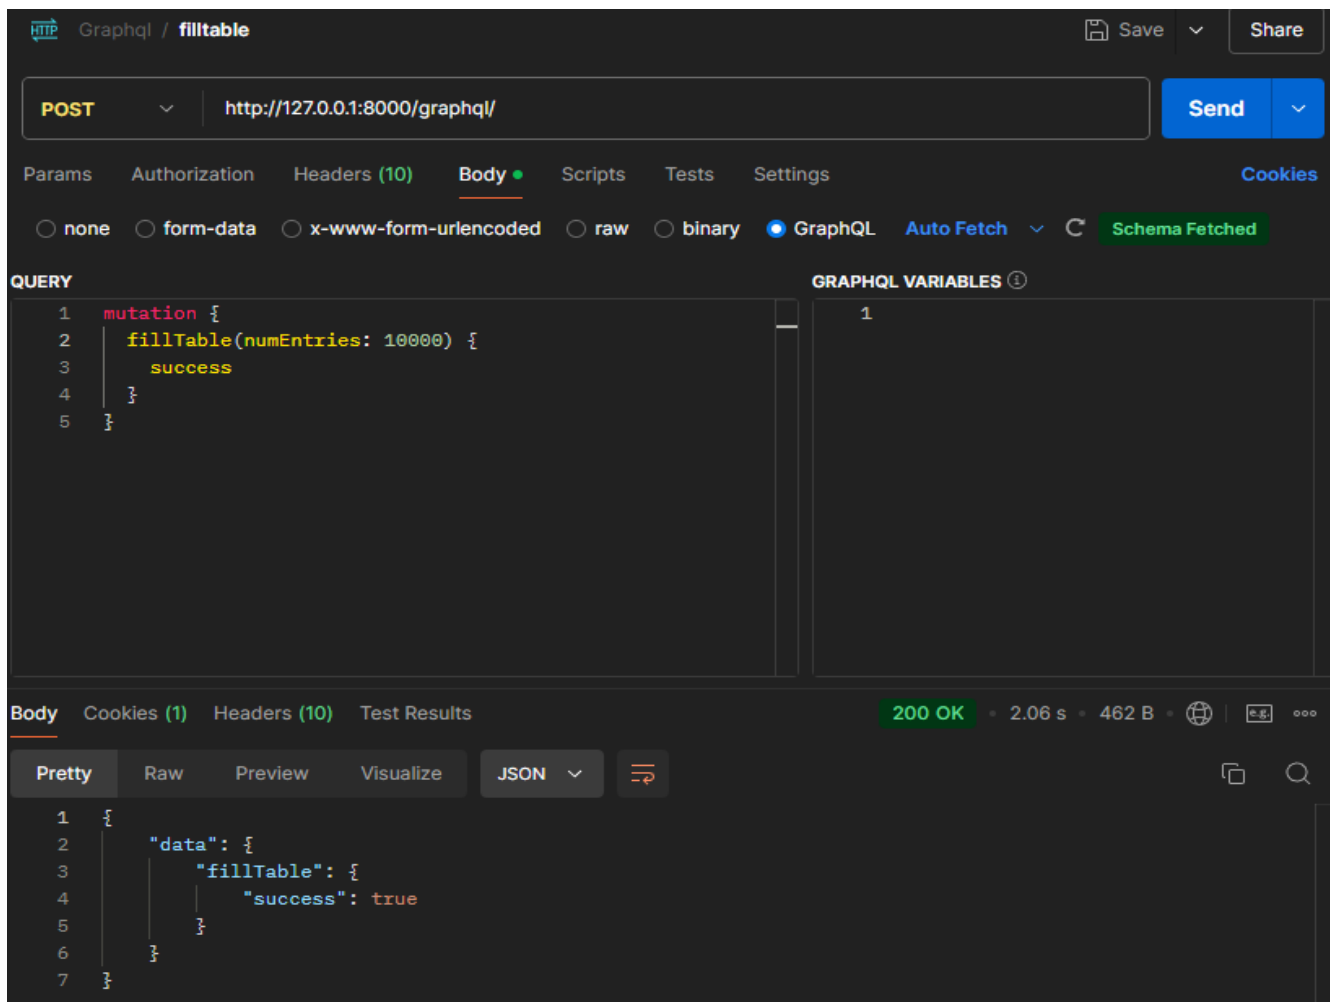 HTTP Graphql / filltable Save Share
POST http://127.0.0.1:8000/graphql/ Send
Params Authorization Headers (10) Body Scripts Tests Settings Cookies
none form-data x-www-form-urlencoded raw binary GraphQL Auto Fetch Schema Fetched
QUERY
1 mutation {
2 fillTable(numEntries: 10000) {
3 success
4 }
5 }
GRAPHQL VARIABLES
1
Body Cookies (1) Headers (10) Test Results 200 OK 2.06 s 462 B e.g.
Pretty Raw Preview Visualize JSON
1 {
2 "data": {
3 "fillTable": {
4 "success": true
5 }
6 }
7 }